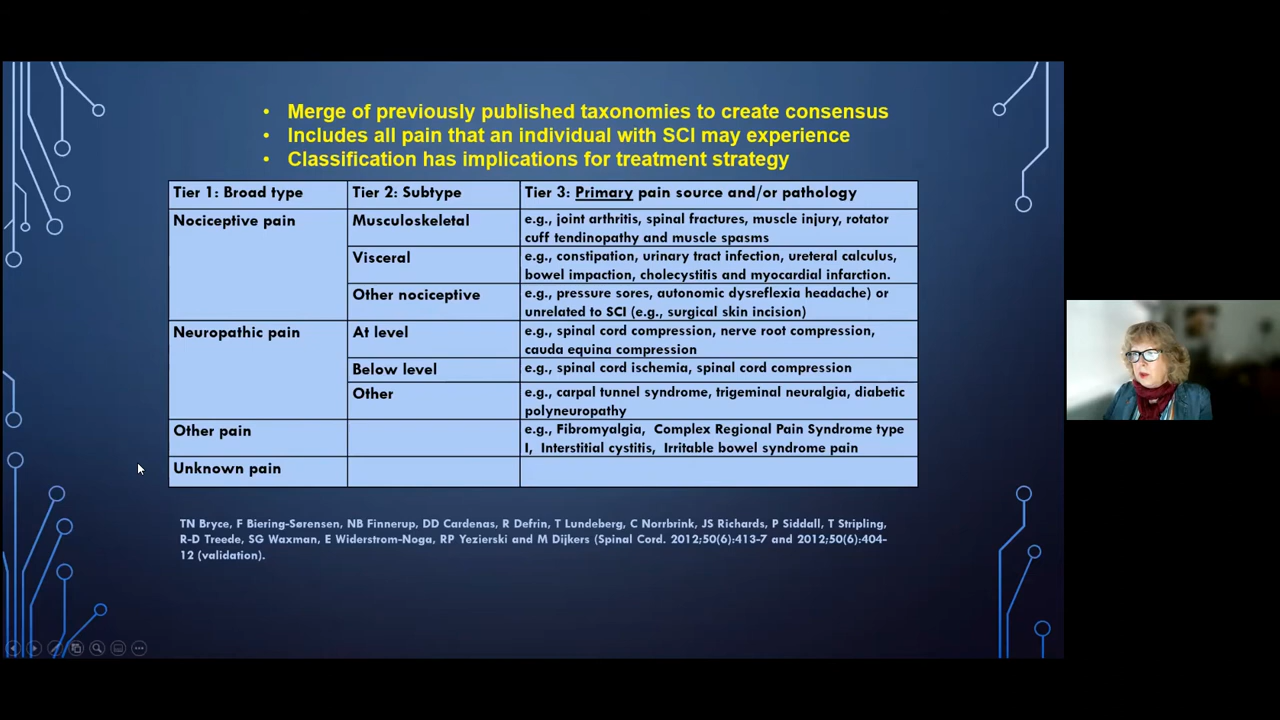 • Merge of previously published taxonomies to create consensus
• Includes all pain that an individual with SCI may experience
• Classification has implications for treatment strategy
Tier 1: Broad type
Tier 2: Subtype
Tier 3: Primary pain source and/or pathology
Nociceptive pain
Musculoskeletal
e.g., joint arthritis, spinal fractures, muscle injury, rotator
cuff tendinopathy and muscle spasms
Visceral
e.g., constipation, urinary tract infection, ureteral calculus,
bowel impaction, cholecystitis and myocardial infarction.
Other nociceptive
e.g., pressure sores, autonomic dysreflexia headache) or
unrelated to SCI (e.g., surgical skin incision)
Neuropathic pain
At level
e.g., spinal cord compression, nerve root compression,
cauda equina compression
Below level
e.g., spinal cord ischemia, spinal cord compression
Other
e.g., carpal tunnel syndrome, trigeminal neuralgia, diabetic
polyneuropathy
Other pain
e.g., Fibromyalgia, Complex Regional Pain Syndrome type
I, Interstitial cystitis, Irritable bowel syndrome pain
Unknown pain
TN Bryce, F Biering-Sørensen, NB Finnerup, DD Cardenas, R Defrin, T Lundeberg, C Norrbrink, JS Richards, P Siddall, T Stripling,
R-D Treede, SG Waxman, E Widerstrom-Noga, RP Yezierski and M Dijkers (Spinal Cord. 2012;50(6):413-7 and 2012;50(6):404-
12 (validation).